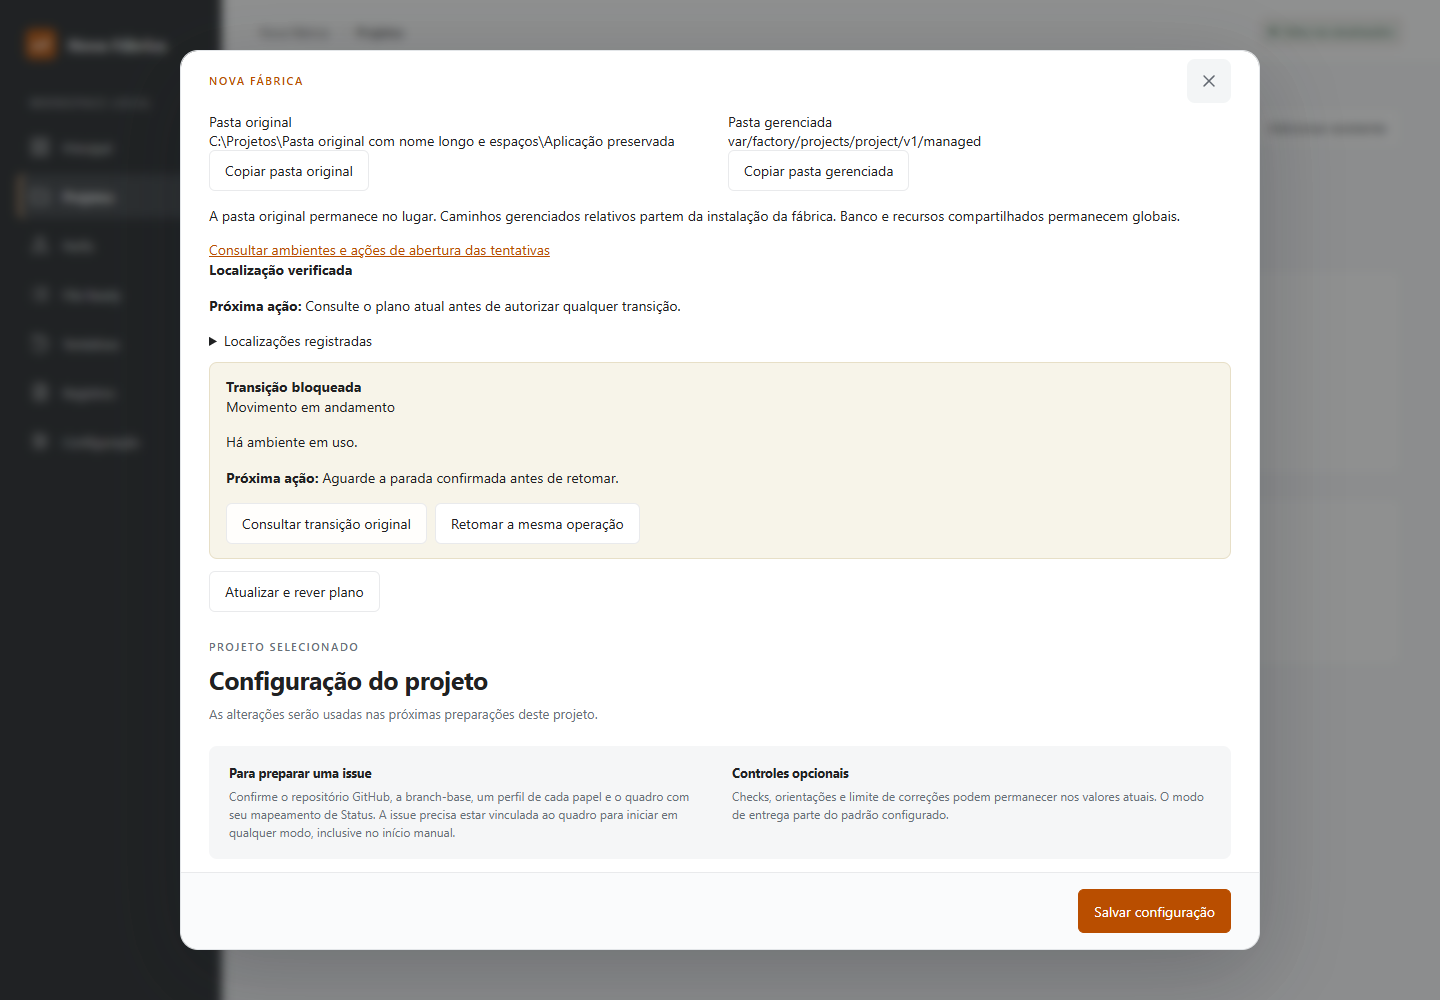 NOVA FÁBRICA
Pasta original
C:\Projetos\Pasta original com nome longo e espaços\Aplicação preservada
Copiar pasta original
Pasta gerenciada
var/factory/projects/project/v1/managed
Copiar pasta gerenciada
A pasta original permanece no lugar. Caminhos gerenciados relativos partem da instalação da fábrica. Banco e recursos compartilhados permanecem globais.
Consultar ambientes e ações de abertura das tentativas
Localização verificada
Próxima ação: Consulte o plano atual antes de autorizar qualquer transição.
Localizações registradas
Transição bloqueada
Movimento em andamento
Há ambiente em uso.
Próxima ação: Aguarde a parada confirmada antes de retomar.
Consultar transição original
Retomar a mesma operação
Atualizar e rever plano
PROJETO SELECIONADO
Configuração do projeto
As alterações serão usadas nas próximas preparações deste projeto.
Para preparar uma issue
Confirme o repositório GitHub, a branch-base, um perfil de cada papel e o quadro com
seu mapeamento de Status. A issue precisa estar vinculada ao quadro para iniciar em
qualquer modo, inclusive no início manual.
Controles opcionais
Checks, orientações e limite de correções podem permanecer nos valores atuais. O modo
de entrega parte do padrão configurado.
Salvar configuração